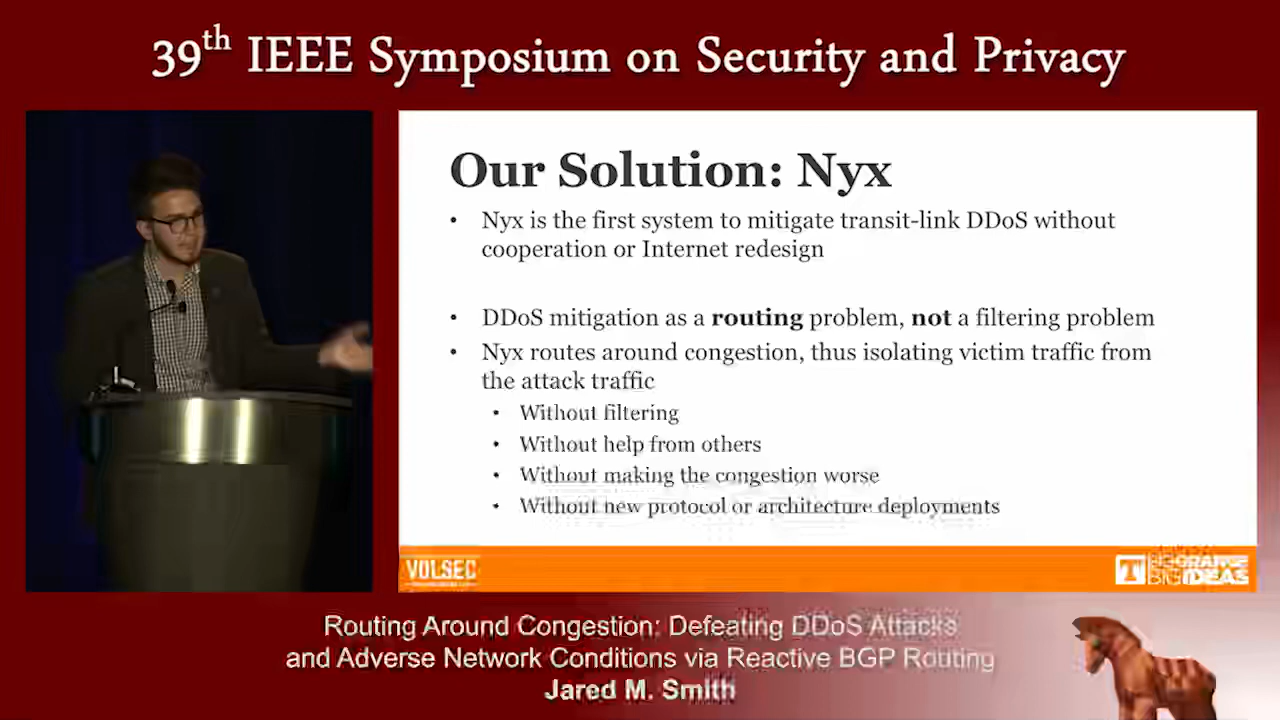 39th IEEE Symposium on Security and Privacy
Our Solution: Nyx
• Nyx is the first system to mitigate transit-link DDoS without
cooperation or Internet redesign
• DDoS mitigation as a routing problem, not a filtering problem
• Nyx routes around congestion, thus isolating victim traffic from
the attack traffic
• Without filtering
• Without help from others
• Without making the congestion worse
• Without new protocol or architecture deployments
VOLSEC
T BIG ORANGE
BIG IDEAS
Routing Around Congestion: Defeating DDoS Attacks
and Adverse Network Conditions via Reactive BGP Routing
Jared M. Smith